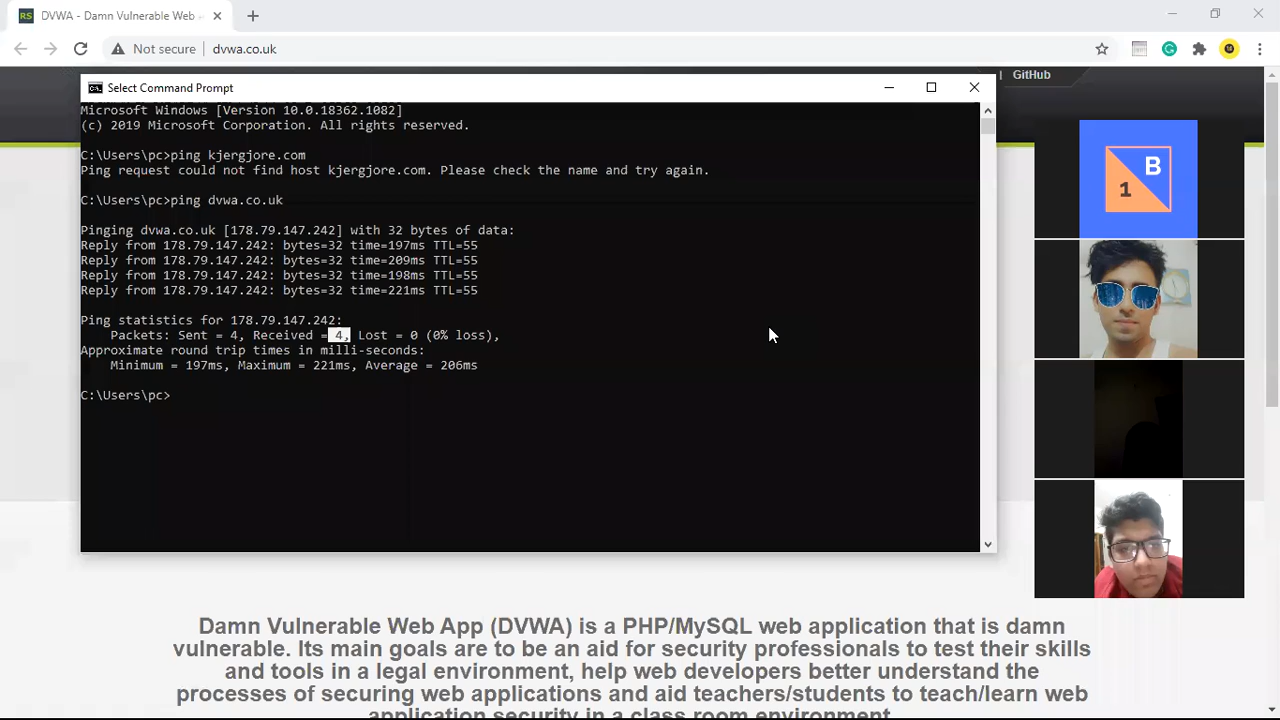 RS DVWA - Damn Vulnerable Web
Not secure | dvwa.co.uk
GitHub
Select Command Prompt
Microsoft Windows [Version 10.0.18362.1082]
(c) 2019 Microsoft Corporation. All rights reserved.
C:\Users\pc>ping kjergjore.com
Ping request could not find host kjergjore.com. Please check the name and try again.
C:\Users\pc>ping dvwa.co.uk
Pinging dvwa.co.uk [178.79.147.242] with 32 bytes of data:
Reply from 178.79.147.242: bytes=32 time=197ms TTL=55
Reply from 178.79.147.242: bytes=32 time=209ms TTL=55
Reply from 178.79.147.242: bytes=32 time=198ms TTL=55
Reply from 178.79.147.242: bytes=32 time=221ms TTL=55
Ping statistics for 178.79.147.242:
Packets: Sent = 4, Received = 4, Lost = 0 (0% loss),
Approximate round trip times in milli-seconds:
Minimum = 197ms, Maximum = 221ms, Average = 206ms
C:\Users\pc>
B
1
Damn Vulnerable Web App (DVWA) is a PHP/MySQL web application that is damn
vulnerable. Its main goals are to be an aid for security professionals to test their skills
and tools in a legal environment, help web developers better understand the
processes of securing web applications and aid teachers/students to teach/learn web
application security in a class room environment